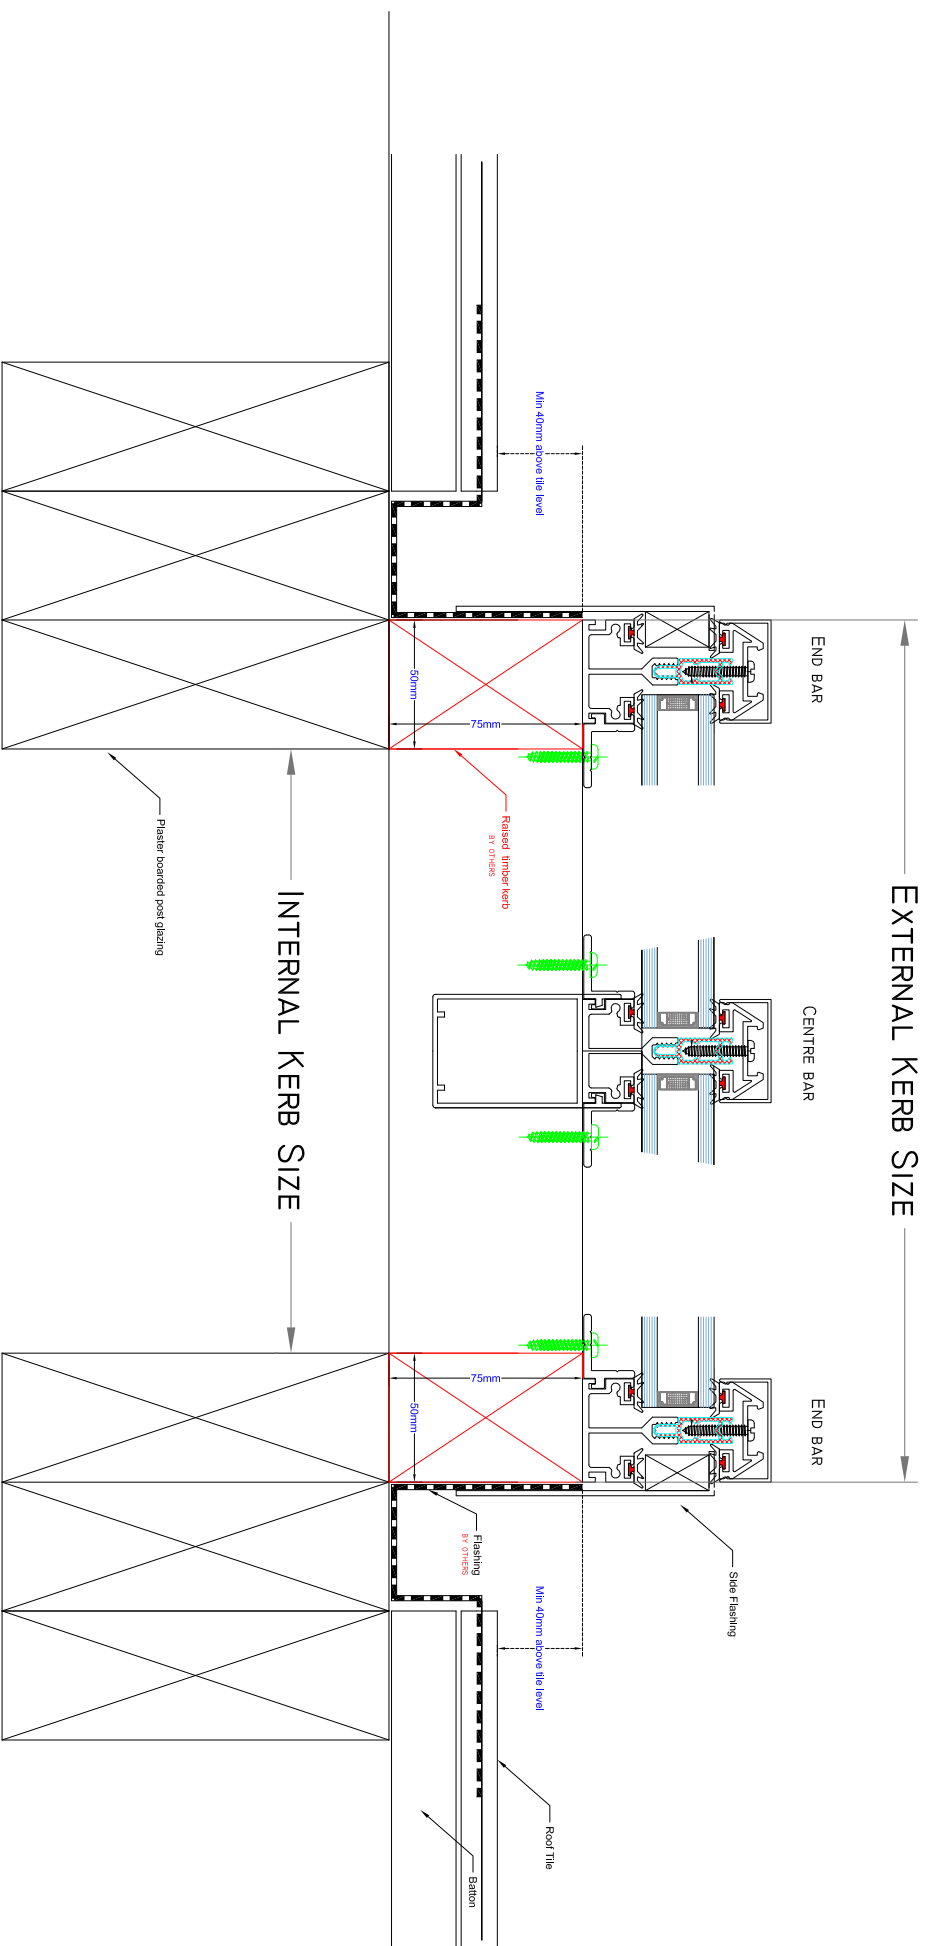 EXTERNAL KERB SIZE
END BAR
CENTRE BAR
END BAR
Side Flashing
Min 40mm above tile level
Min 40mm above tile level
Roof Tile
Raised timber kerb
BY OTHERS
75mm
75mm
Flashing
BY OTHERS
Batton
50mm
50mm
INTERNAL KERB SIZE
Plaster boarded post glazing